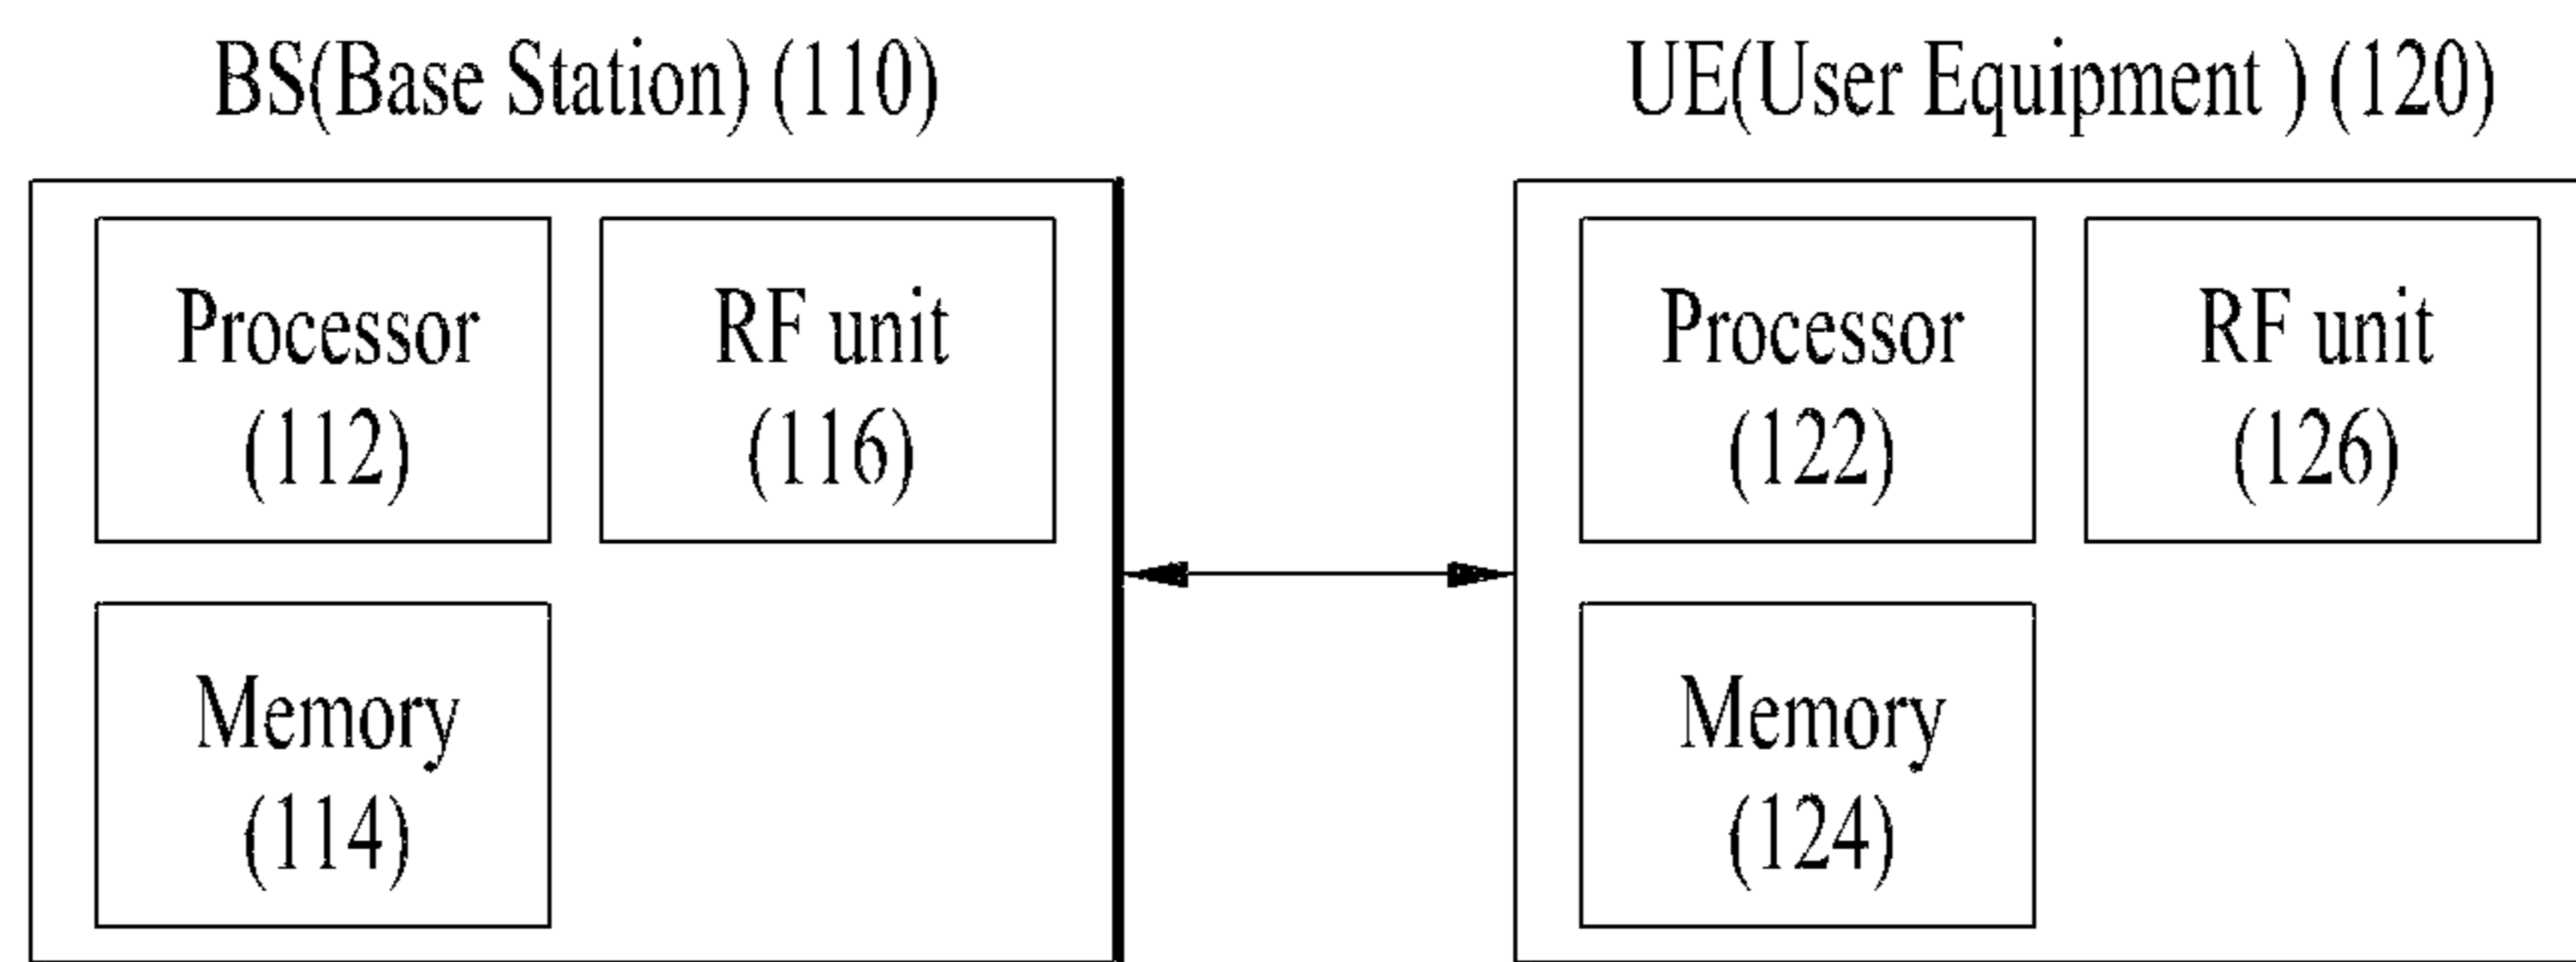 BS(Base Station) (110)
UE(User Equipment ) (120)
Processor
(112)
RF unit
(116)
Memory
(114)
Processor
(122)
RF unit
(126)
Memory
(124)